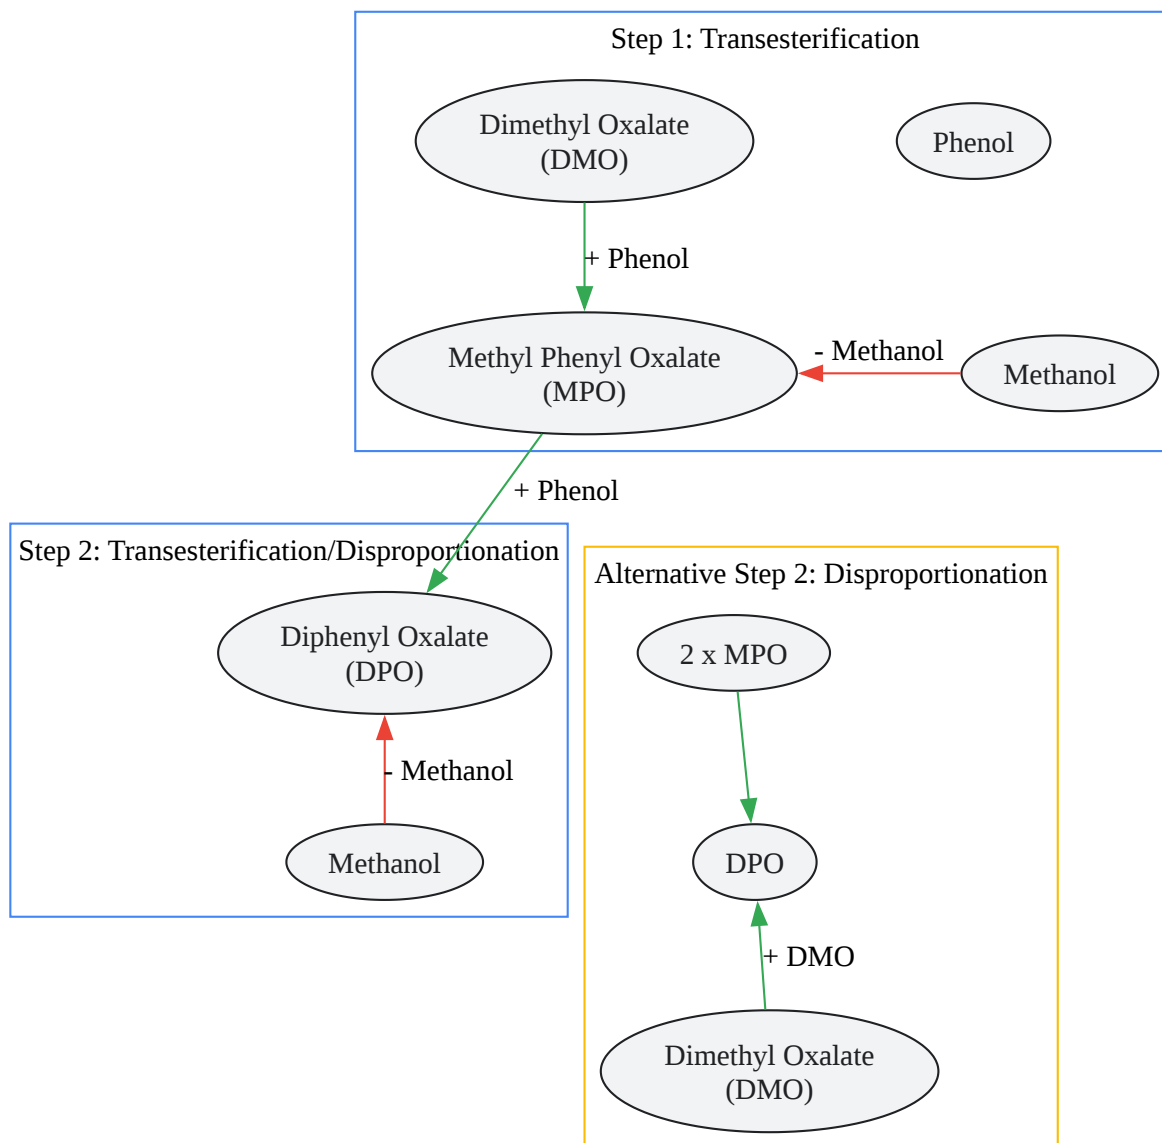 Step 1: Transesterification
Dimethyl Oxalate
(DMO)
Phenol
+ Phenol
Methyl Phenyl Oxalate
(MPO)
- Methanol
Methanol
+ Phenol
Step 2: Transesterification/Disproportionation
Diphenyl Oxalate
(DPO)
- Methanol
Methanol
Alternative Step 2: Disproportionation
2 x MPO
DPO
+ DMO
Dimethyl Oxalate
(DMO)